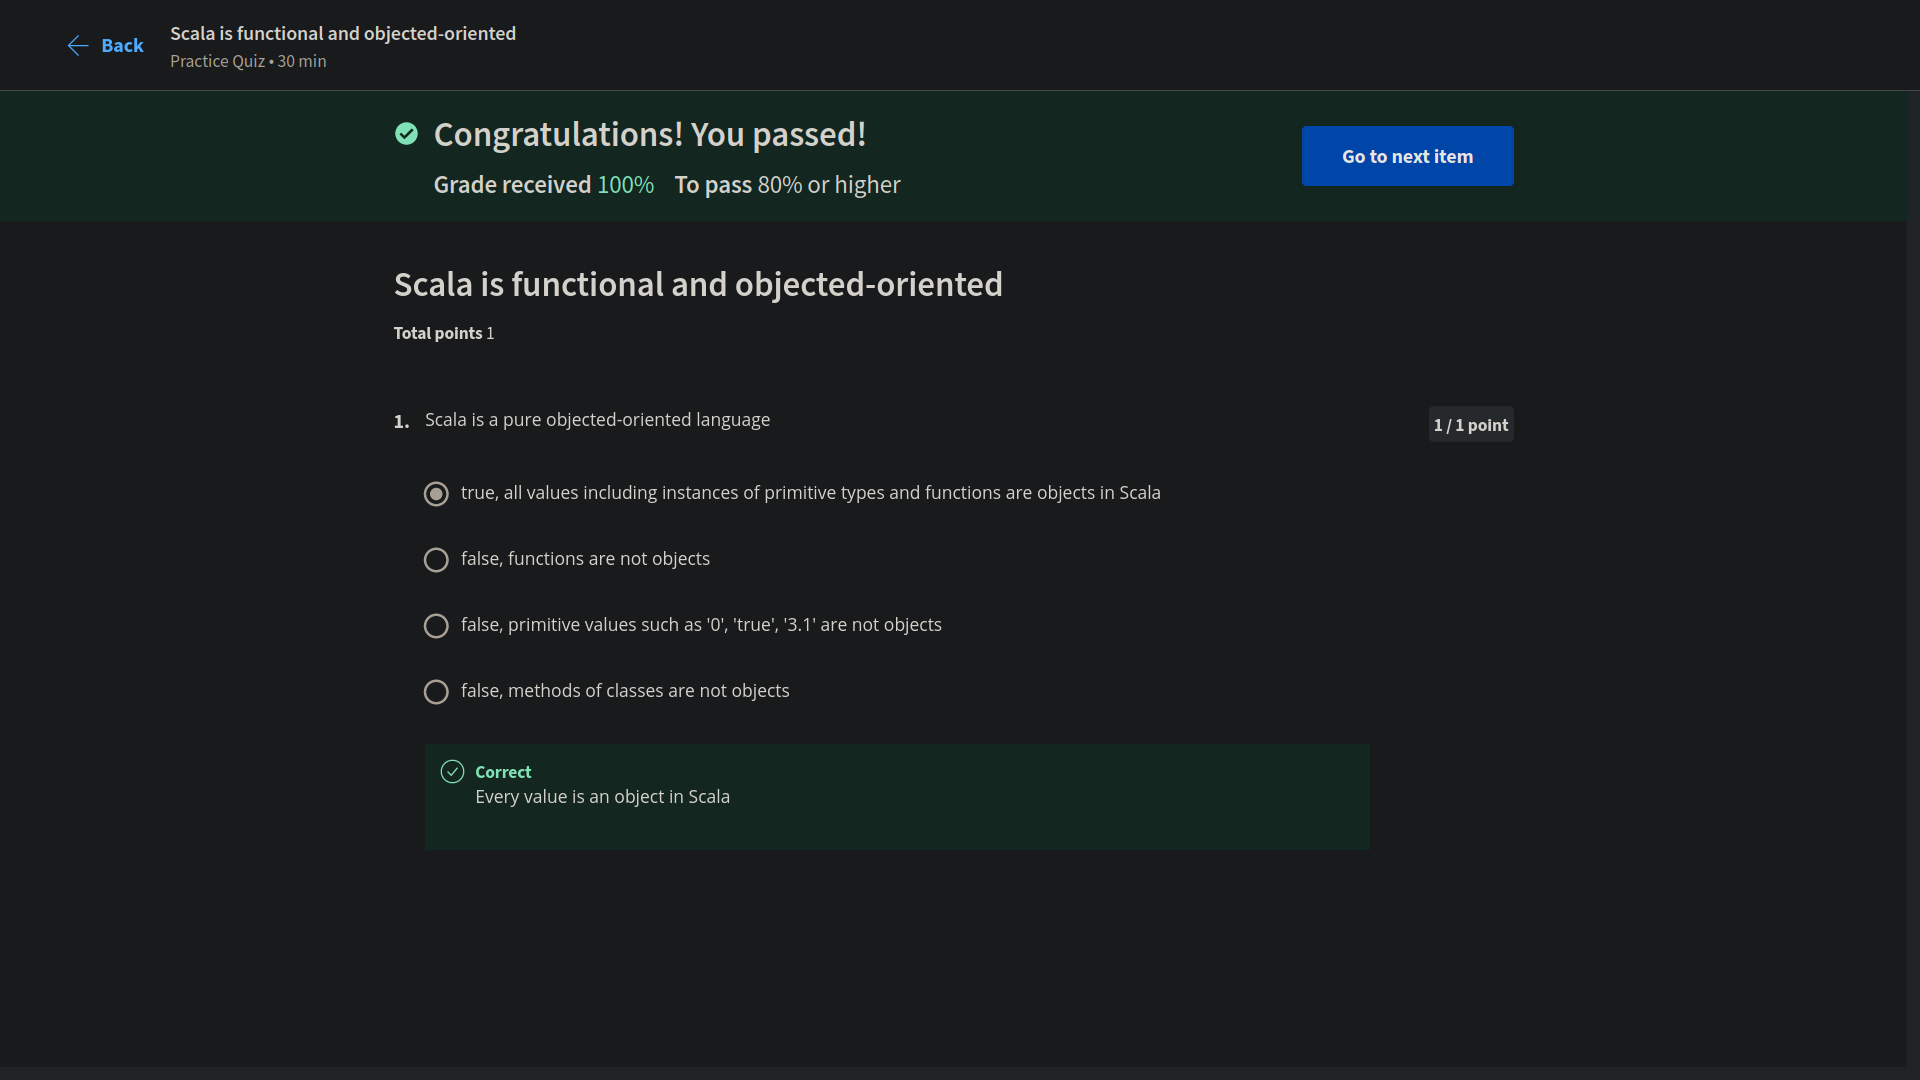 Back
Scala is functional and objected-oriented
Practice Quiz • 30 min
Congratulations! You passed!
Grade received 100% To pass 80% or higher
Go to next item
Scala is functional and objected-oriented
Total points 1
1. Scala is a pure objected-oriented language
1 / 1 point
true, all values including instances of primitive types and functions are objects in Scala
false, functions are not objects
false, primitive values such as '0', 'true', '3.1' are not objects
false, methods of classes are not objects
Correct
Every value is an object in Scala